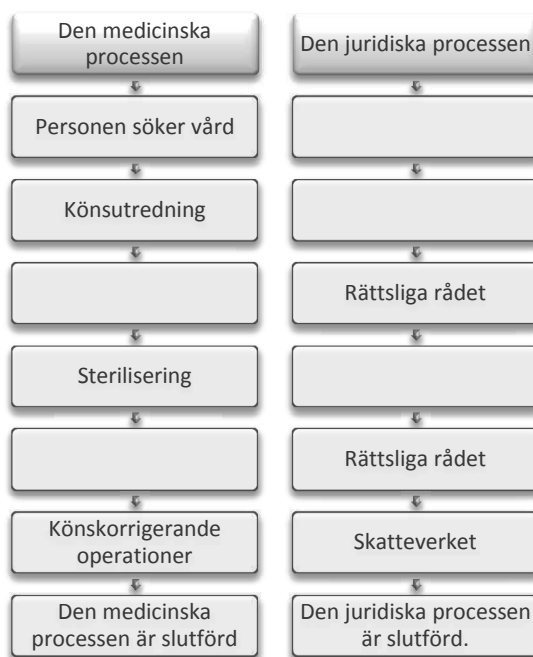 Den medicinska
processen
Personen söker vård
Könsutredning
Sterilisering
Könskorrigerande
operationer
Den medicinska
processen är slutförd
Den juridiska processen
Rättsliga rådet
Rättsliga rådet
Skatteverket
Den juridiska processen
är slutförd.